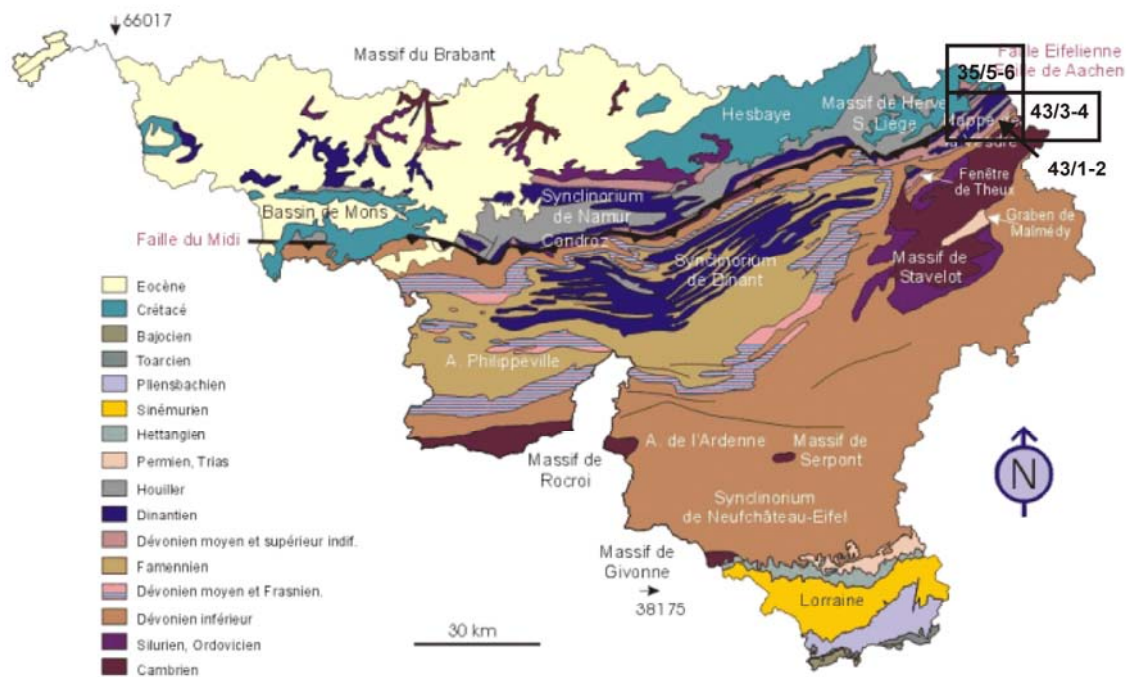 66017
Massif du Brabant
Faille Eifelienne
35/5-6
Faille de Aachen
Hesbaye
Massif de Herve
S. Liège
43/3-4
la Vesdre
43/1-2
Fenêtre
de Theux
Synclinorium
de Namur
Graben de
Malmédy
Bassin de Mons
Condroz
Faille du Midi
Synclinorium
de Dinant
Massif de
Stavelot
Eocène
Crétacé
Bajocien
Toarcien
Pliensbachien
Sinémurien
Hettangien
Permien, Trias
Houiller
Dinantien
Dévonien moyen et supérieur indif.
Famennien
Dévonien moyen et Frasnien.
Dévonien inférieur
Silurien, Ordovicien
Cambrien
A. Philippeville
Massif de
Rocroi
A. de l'Ardenne
Massif de
Serpont
N
Synclinorium
de Neufchâteau-Eifel
Massif de
Givonne
38175
Lorraine
30 km